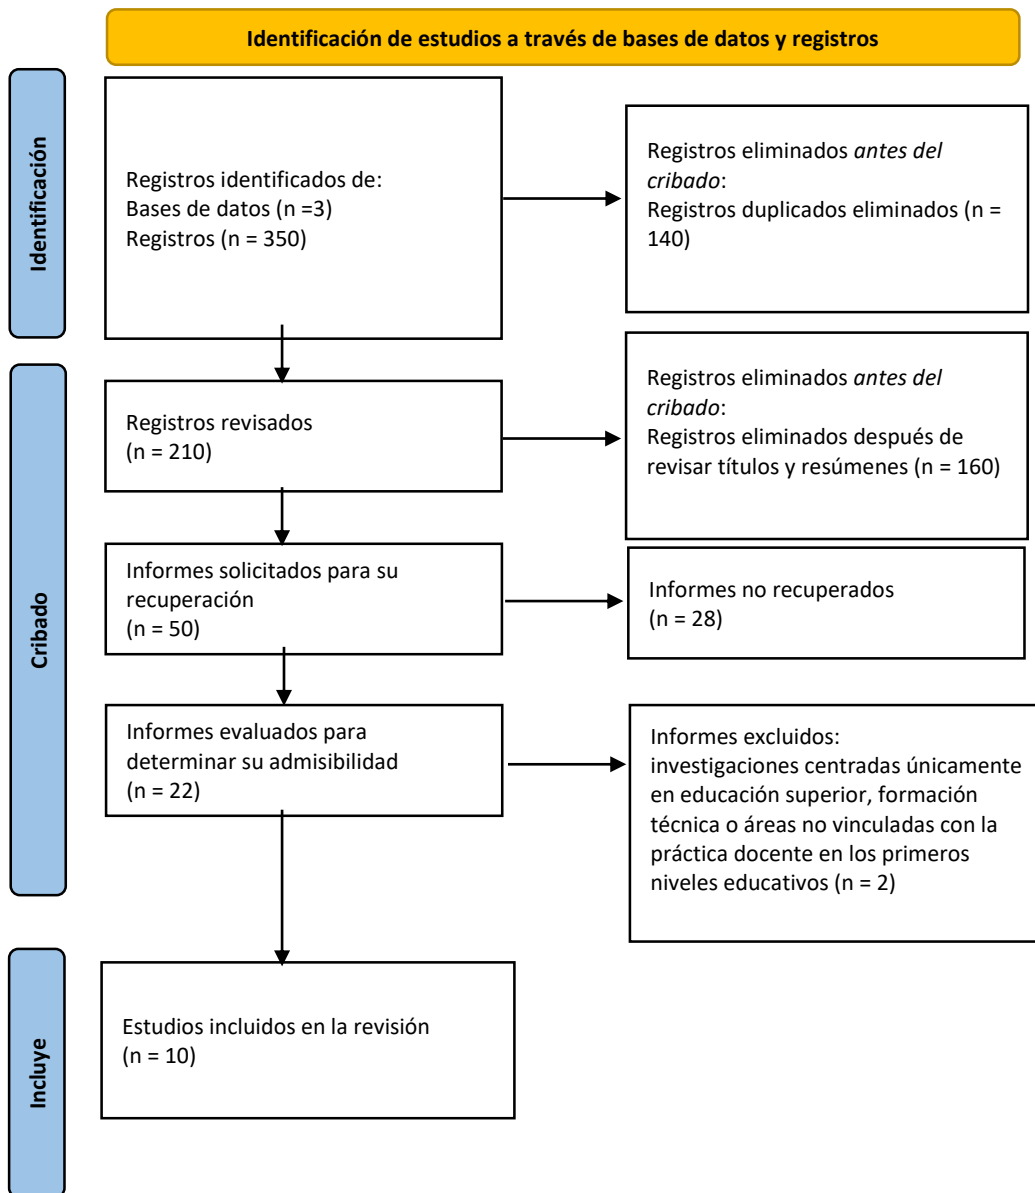 Identificación de estudios a través de bases de datos y registros
Identificación
Registros identificados de:
Bases de datos (n =3)
Registros (n = 350)
Registros eliminados antes del
cribado:
Registros duplicados eliminados (n =
140)
Cribado
Registros revisados
(n = 210)
Registros eliminados antes del
cribado:
Registros eliminados después de
revisar títulos y resúmenes (n = 160)
Informes solicitados para su
recuperación
(n = 50)
Informes no recuperados
(n = 28)
Informes evaluados para
determinar su admisibilidad
(n = 22)
Informes excluidos:
investigaciones centradas únicamente
en educación superior, formación
técnica o áreas no vinculadas con la
práctica docente en los primeros
niveles educativos (n = 2)
Incluye
Estudios incluidos en la revisión
(n = 10)